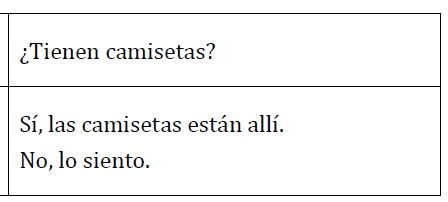 ¿Tienen camisetas?
Sí, las camisetas están allí.
No, lo siento.